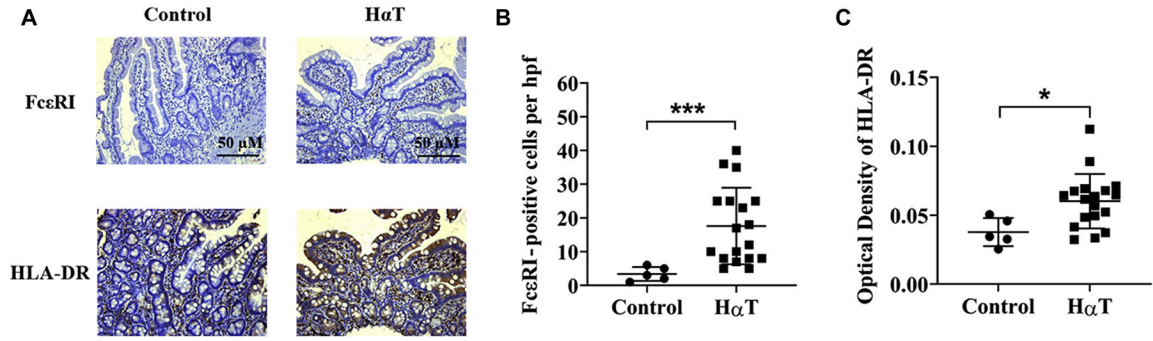 A
Control
HαT
FcεRI
50 µM
50 µM
HLA-DR
B
FcεRI-positive cells per hpf
60
50
40
30
20
10
0
***
Control
HαT
C
Optical Density of HLA-DR
0.15
0.10
0.05
0.00
*
Control
HαT